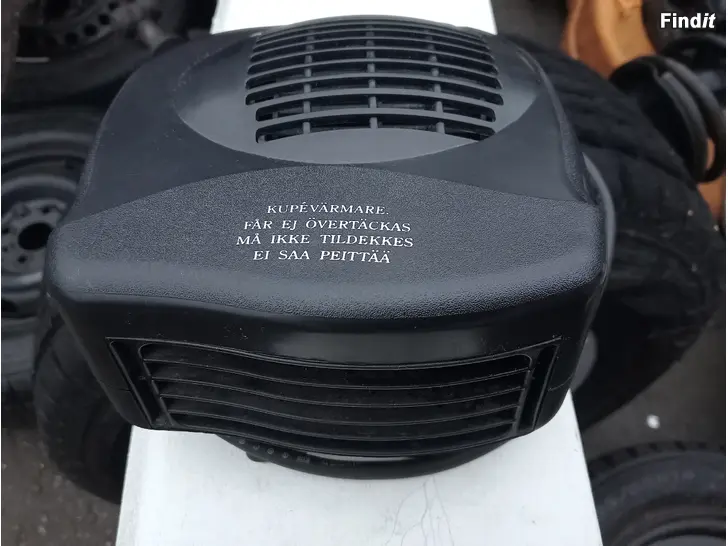 Findit
KUPÉVÄRMARE.
FÅR EJ ÖVERTÄCKAS
MÅ IKKE TILDEKKES
EI SAA PEITTÄÄ